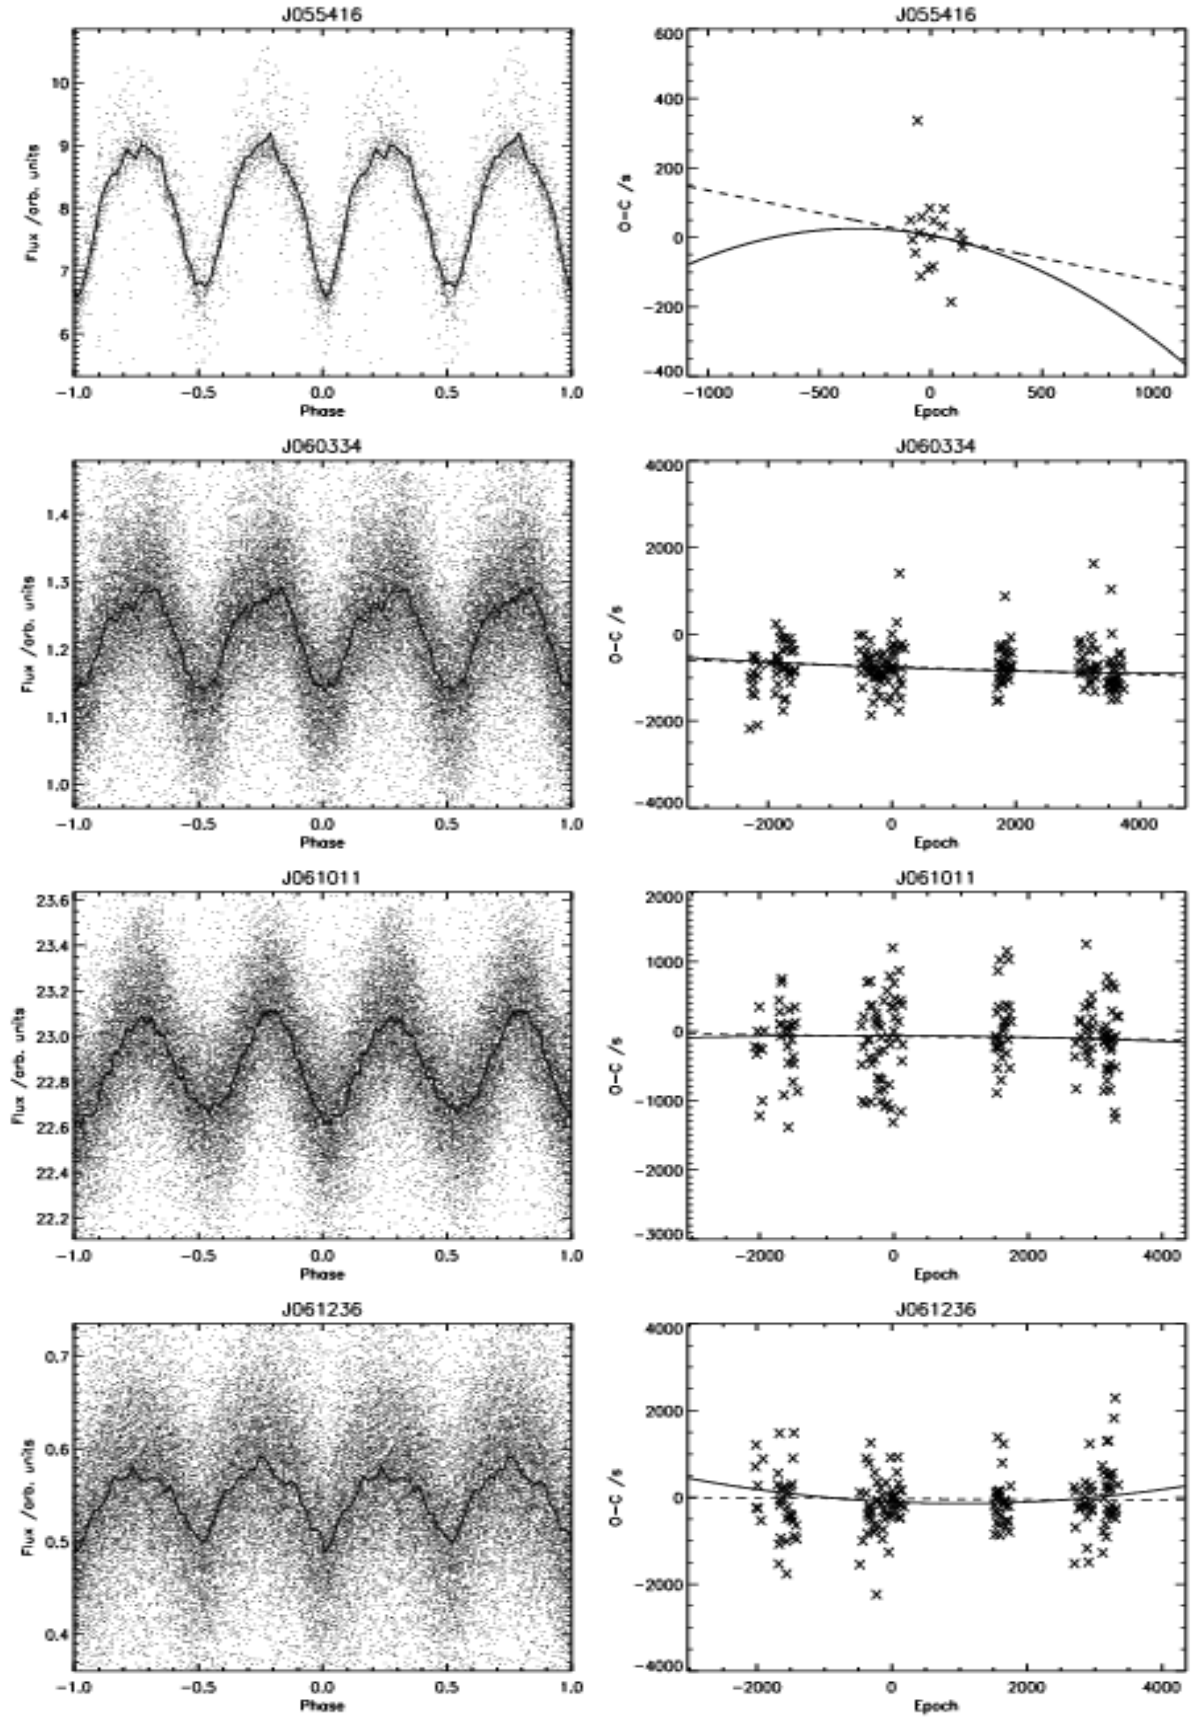 J055416
10
9
8
7
6
Flux /arb. units
-1.0 -0.5 0.0 0.5 1.0
Phase
J055416
600
400
200
0
-200
-400
O-C /s
-1000 -500 0 500 1000
Epoch
J060334
1.4
1.3
1.2
1.1
1.0
Flux /arb. units
-1.0 -0.5 0.0 0.5 1.0
Phase
J060334
4000
2000
0
-2000
-4000
O-C /s
-2000 0 2000 4000
Epoch
J061011
23.6
23.4
23.2
23.0
22.8
22.6
22.4
22.2
Flux /arb. units
-1.0 -0.5 0.0 0.5 1.0
Phase
J061011
2000
1000
0
-1000
-2000
-3000
O-C /s
-2000 0 2000 4000
Epoch
J061236
0.7
0.6
0.5
0.4
Flux /arb. units
-1.0 -0.5 0.0 0.5 1.0
Phase
J061236
4000
2000
0
-2000
-4000
O-C /s
-2000 0 2000 4000
Epoch